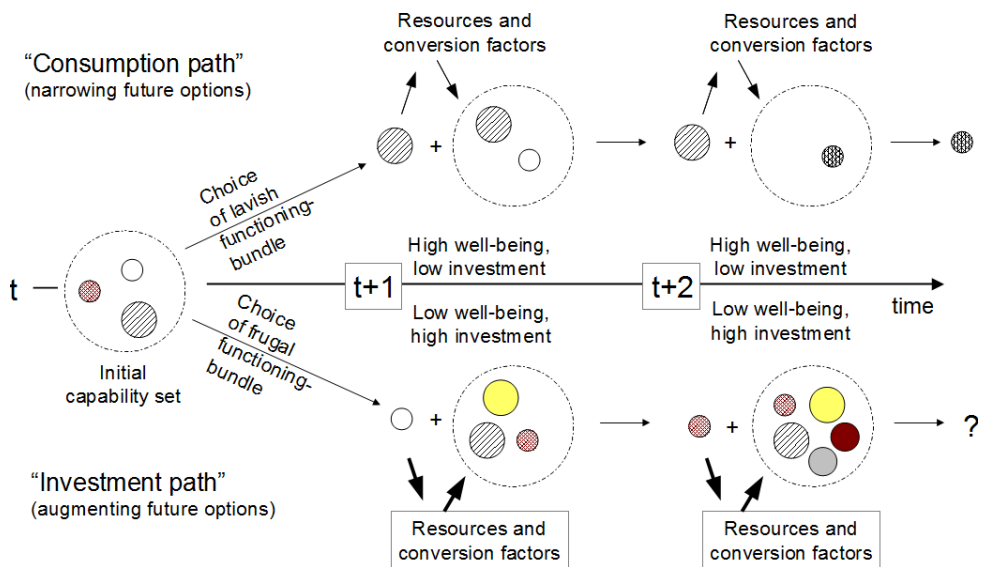 Resources and
conversion factors
Resources and
conversion factors
“Consumption path”
(narrowing future options)
+
+
Choice
of lavish
functioning-
bundle
High well-being,
low investment
High well-being,
low investment
t
t+1
t+2
time
Low well-being,
high investment
Low well-being,
high investment
Choice
of frugal
functioning-
bundle
Initial
capability set
+
+
?
“Investment path”
(augmenting future options)
Resources and
conversion factors
Resources and
conversion factors